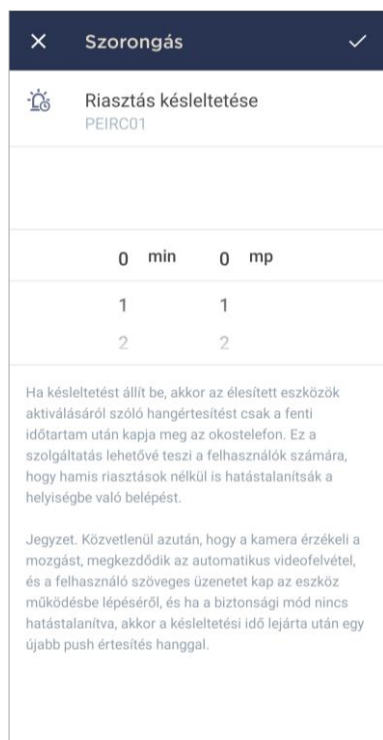 Szorongás
Riasztás késleltetése
PEIRC01
0 min 0 mp
1 1
2 2
Ha késleltetést állít be, akkor az élesített eszközök
aktiválásáról szóló hangértesítést csak a fenti
időtartam után kapja meg az okostelefon. Ez a
szolgáltatás lehetővé teszi a felhasználók számára,
hogy hamis riasztások nélkül is hatástalanítsák a
helyiségbe való belépést.
Jegyzet. Közvetlenül azután, hogy a kamera érzékeli a
mozgást, megkezdődik az automatikus videofelvétel,
és a felhasználó szöveges üzenetet kap az eszköz
működésbe lépéséről, és ha a biztonsági mód nincs
hatástalanítva, akkor a késleltetési idő lejárta után egy
újabb push értesítés hanggal.